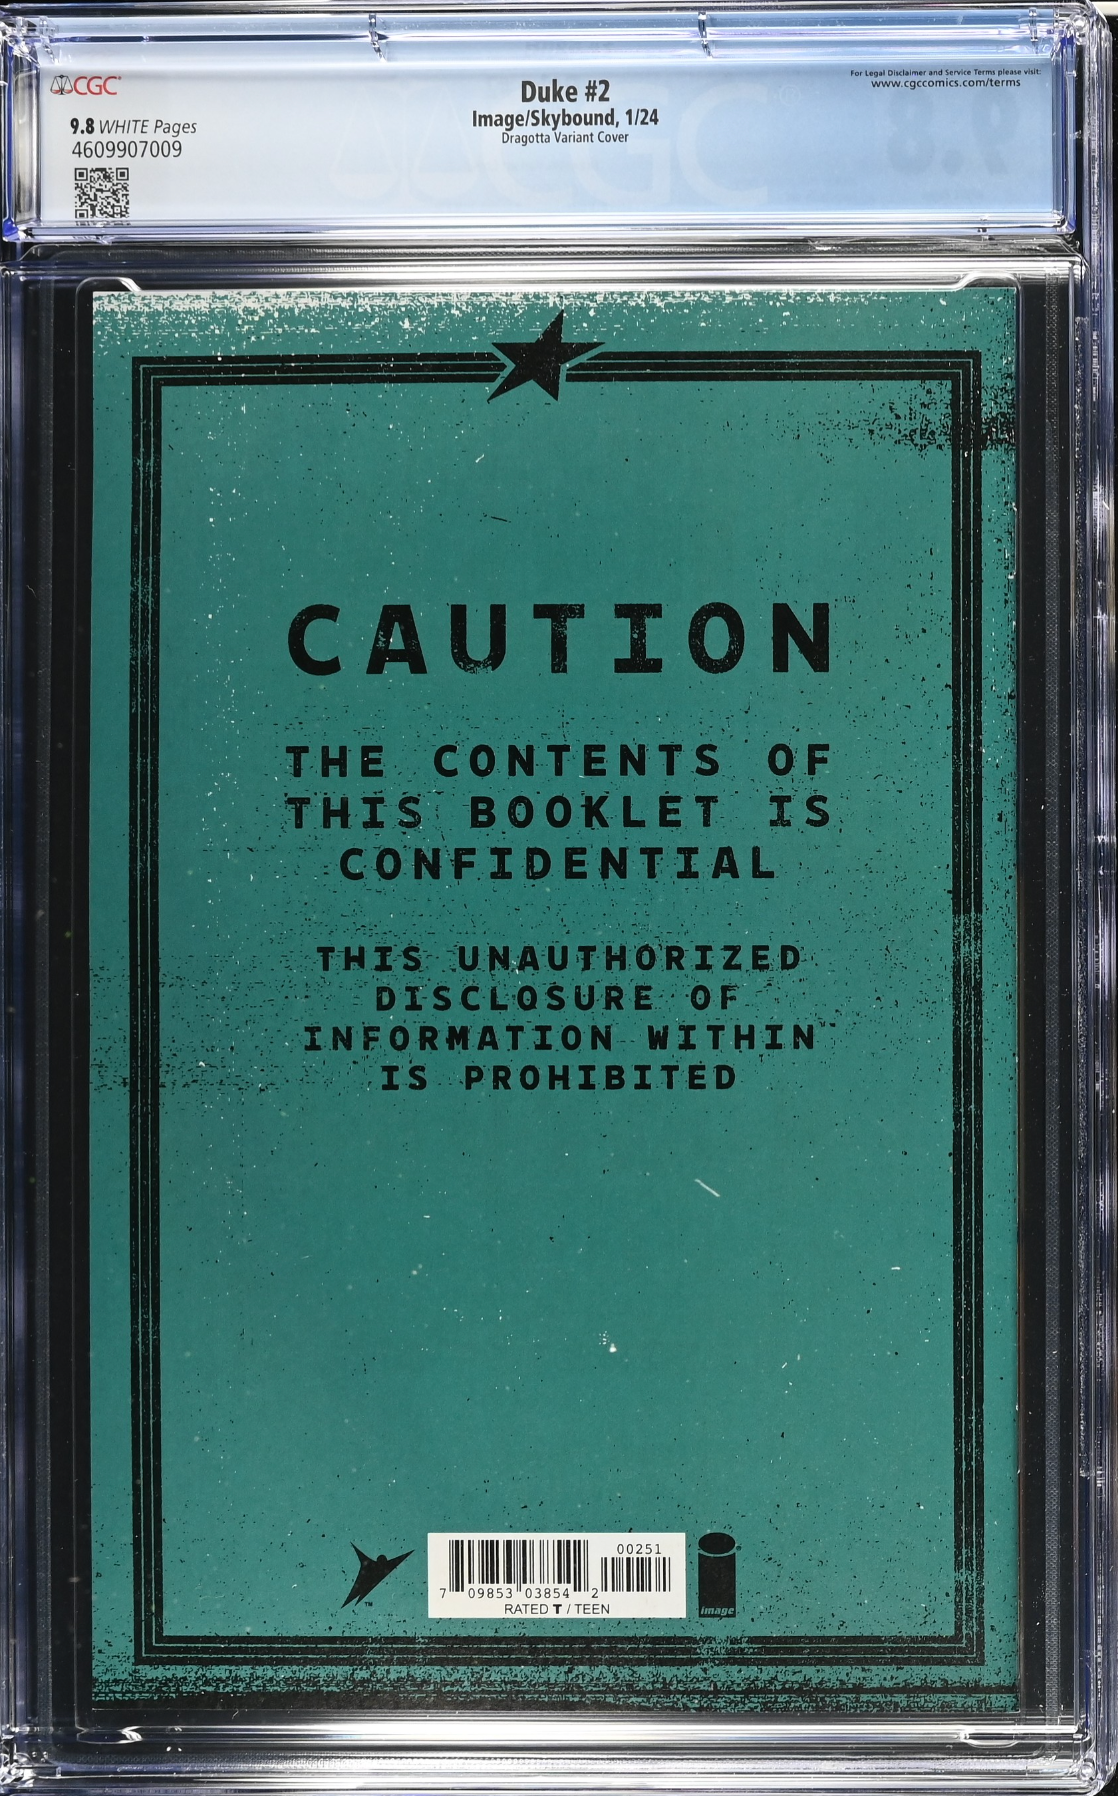 CGC
9.8 WHITE Pages
4609907009
Duke #2
Image/Skybound, 1/24
Dragotta Variant Cover
For Legal Disclaimer and Service Terms please visit:
www.cgccomics.com/terms
CAUTION
THE CONTENTS OF
THIS BOOKLET IS
CONFIDENTIAL
THIS UNAUTHORIZED
DISCLOSURE OF
INFORMATION WITHIN
IS PROHIBITED
00251
7 09853 03854 2
RATED T / TEEN
TM
image